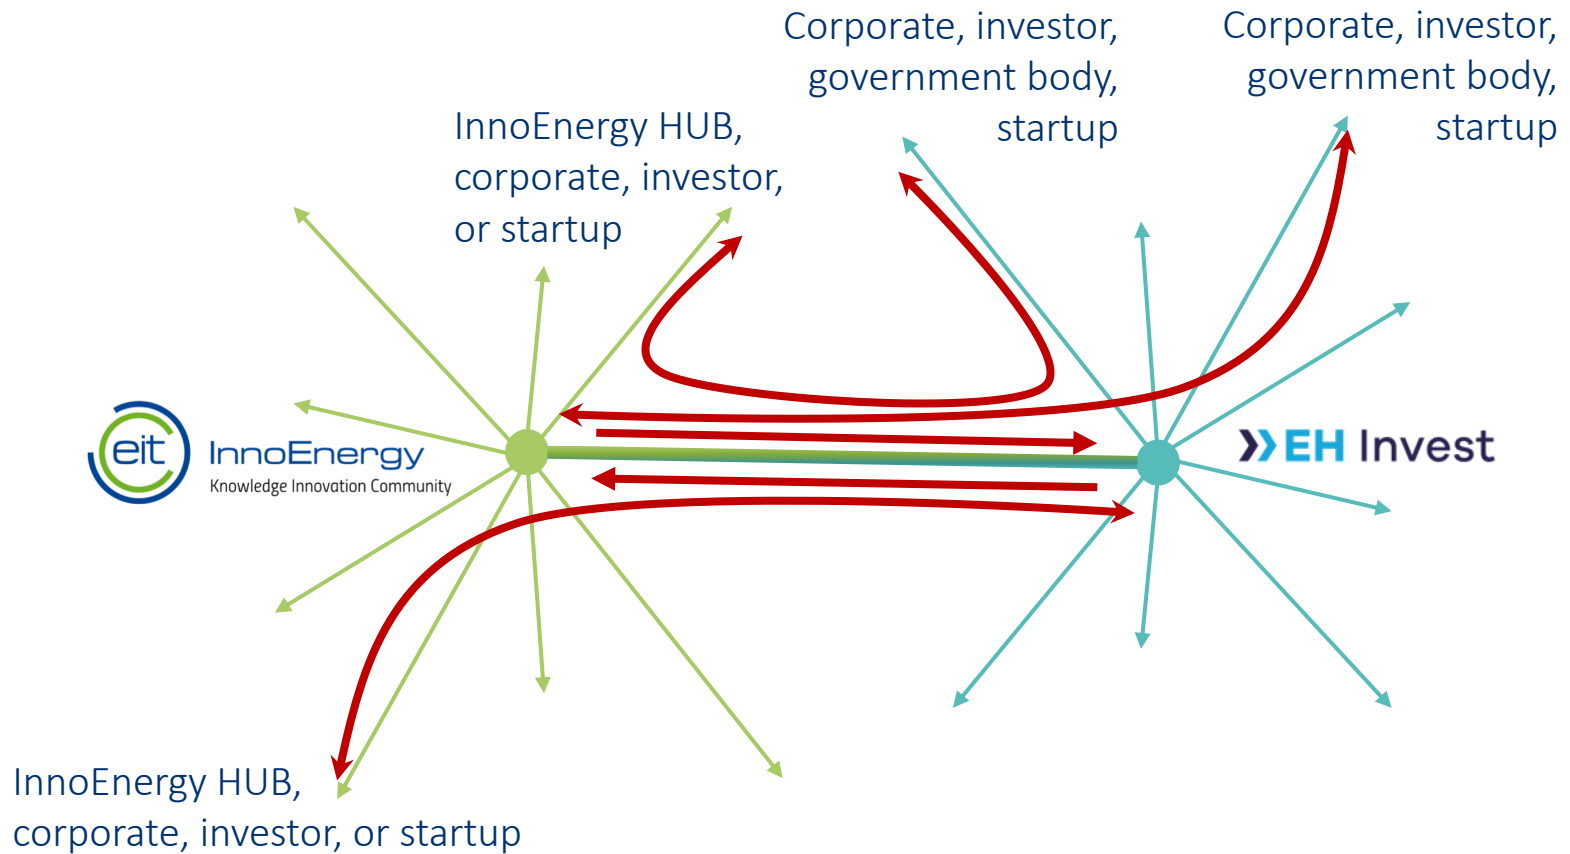 Corporate, investor,
government body,
startup
Corporate, investor,
government body,
startup
InnoEnergy HUB,
corporate, investor,
or startup
eit
InnoEnergy
Knowledge Innovation Community
EH Invest
InnoEnergy HUB,
corporate, investor, or startup